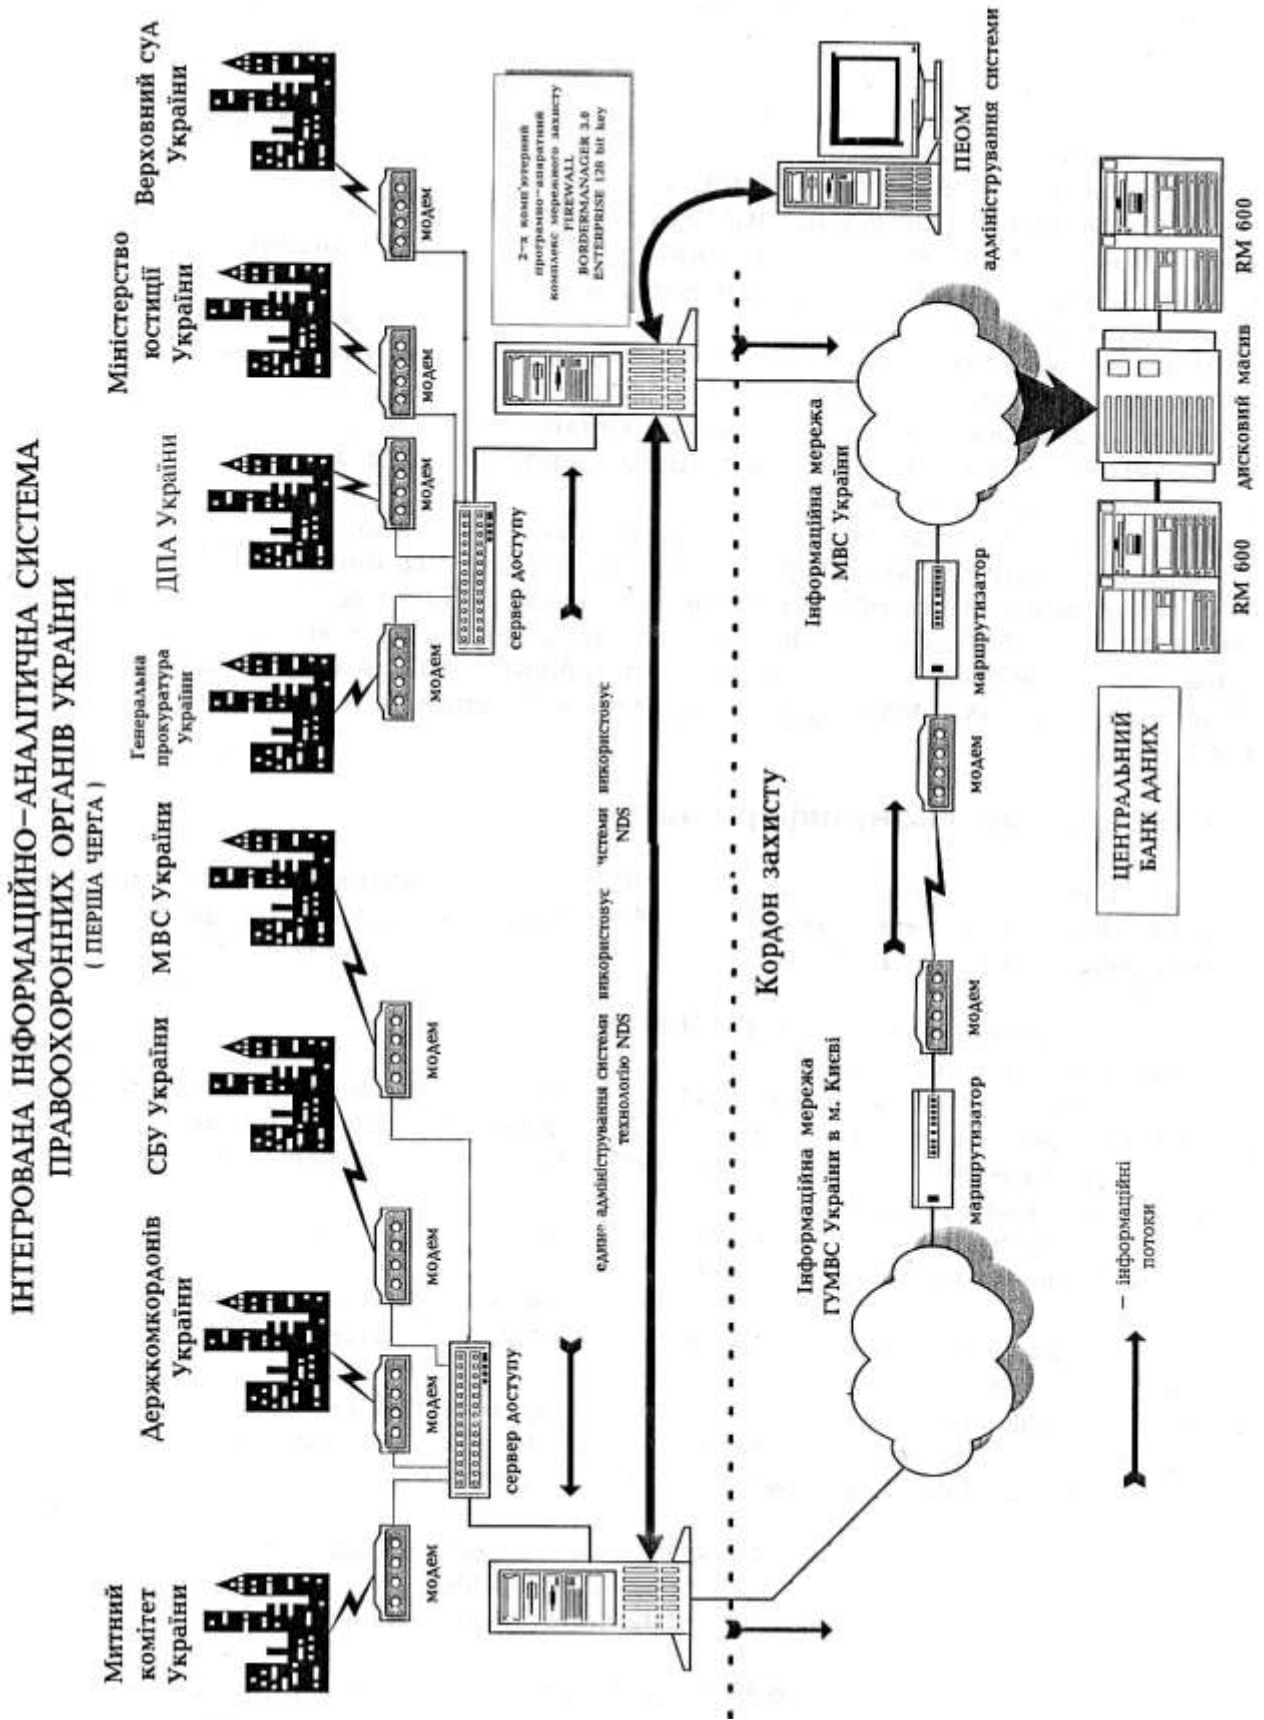 ІНТЕГРОВАНА ІНФОРМАЦІЙНО-АНАЛІТИЧНА СИСТЕМА
ПРАВООХОРОННИХ ОРГАНІВ УКРАЇНИ
( ПЕРША ЧЕРГА )
Митний
комітет
України
Держкомкордонів
України
СБУ України
МВС України
Генеральна
прокуратура
України
ДПА України
Міністерство
юстиції
України
Верховний суд
України
модем
модем
модем
модем
модем
модем
модем
модем
сервер доступу
сервер доступу
2-х комп'ютерний
програмно-апаратний
комплекс мережного захисту
FIREWALL
BORDERMANAGER 3.0
ENTERPRISE 128 bit key
єдине адміністрування системи використовує
технологію NDS
чстеми використовує
NDS
Кордон захисту
ПЕОМ
адміністрування системи
Інформаційна мережа
ГУМВС України в м. Києві
Інформаційна мережа
МВС України
маршрутизатор
модем
модем
маршрутизатор
ЦЕНТРАЛЬНИЙ
БАНК ДАНИХ
RM 600
дисковий масив
RM 600
— інформаційні
потоки